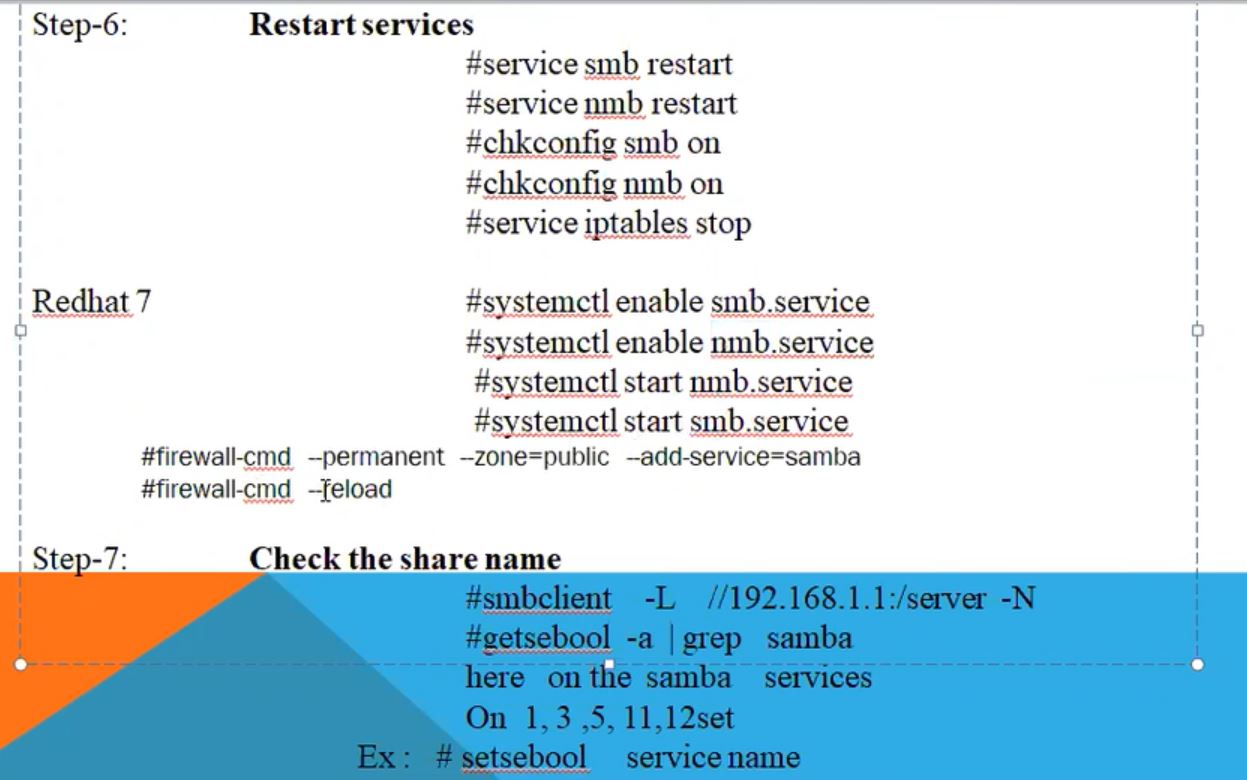 Step-6: Restart services
#service smb restart
#service nmb restart
#chkconfig smb on
#chkconfig nmb on
#service iptables stop
Redhat 7 #systemctl enable smb.service
#systemctl enable nmb.service
#systemctl start nmb.service
#systemctl start smb.service
#firewall-cmd --permanent --zone=public --add-service=samba
#firewall-cmd --reload
Step-7: Check the share name
#smbclient -L //192.168.1.1:/server -N
#getsebool -a | grep samba
here on the samba services
On 1, 3 ,5, 11,12set
Ex : # setsebool service name